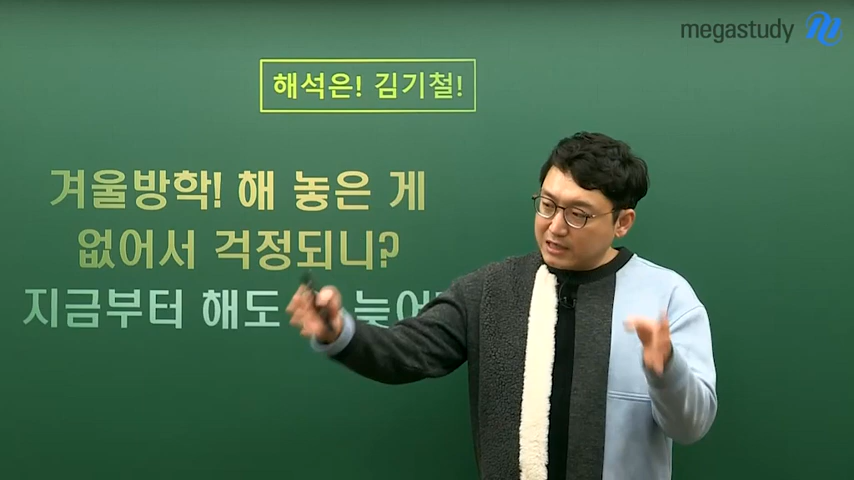 megastudy
해석은! 김기철!
겨울방학! 해 놓은 게
없어서 걱정되니?
지금부터 해도